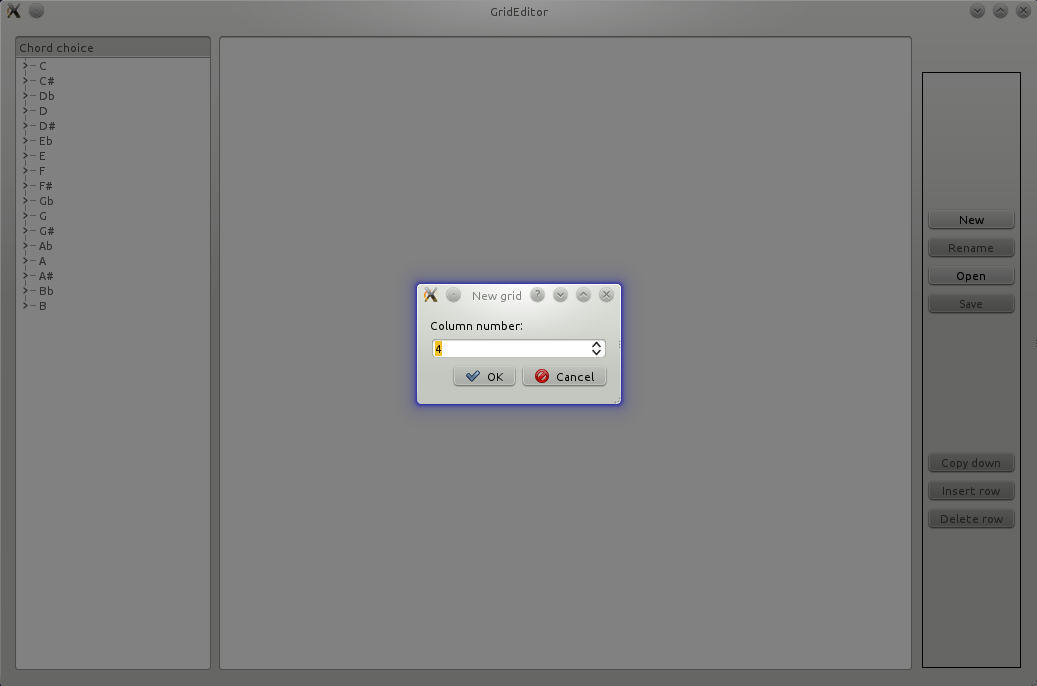 GridEditor
Chord choice
C
C#
Db
D
D#
Eb
E
F
F#
Gb
G
G#
Ab
A
A#
Bb
B
New grid
Column number:
4
OK
Cancel
New
Rename
Open
Save
Copy down
Insert row
Delete row